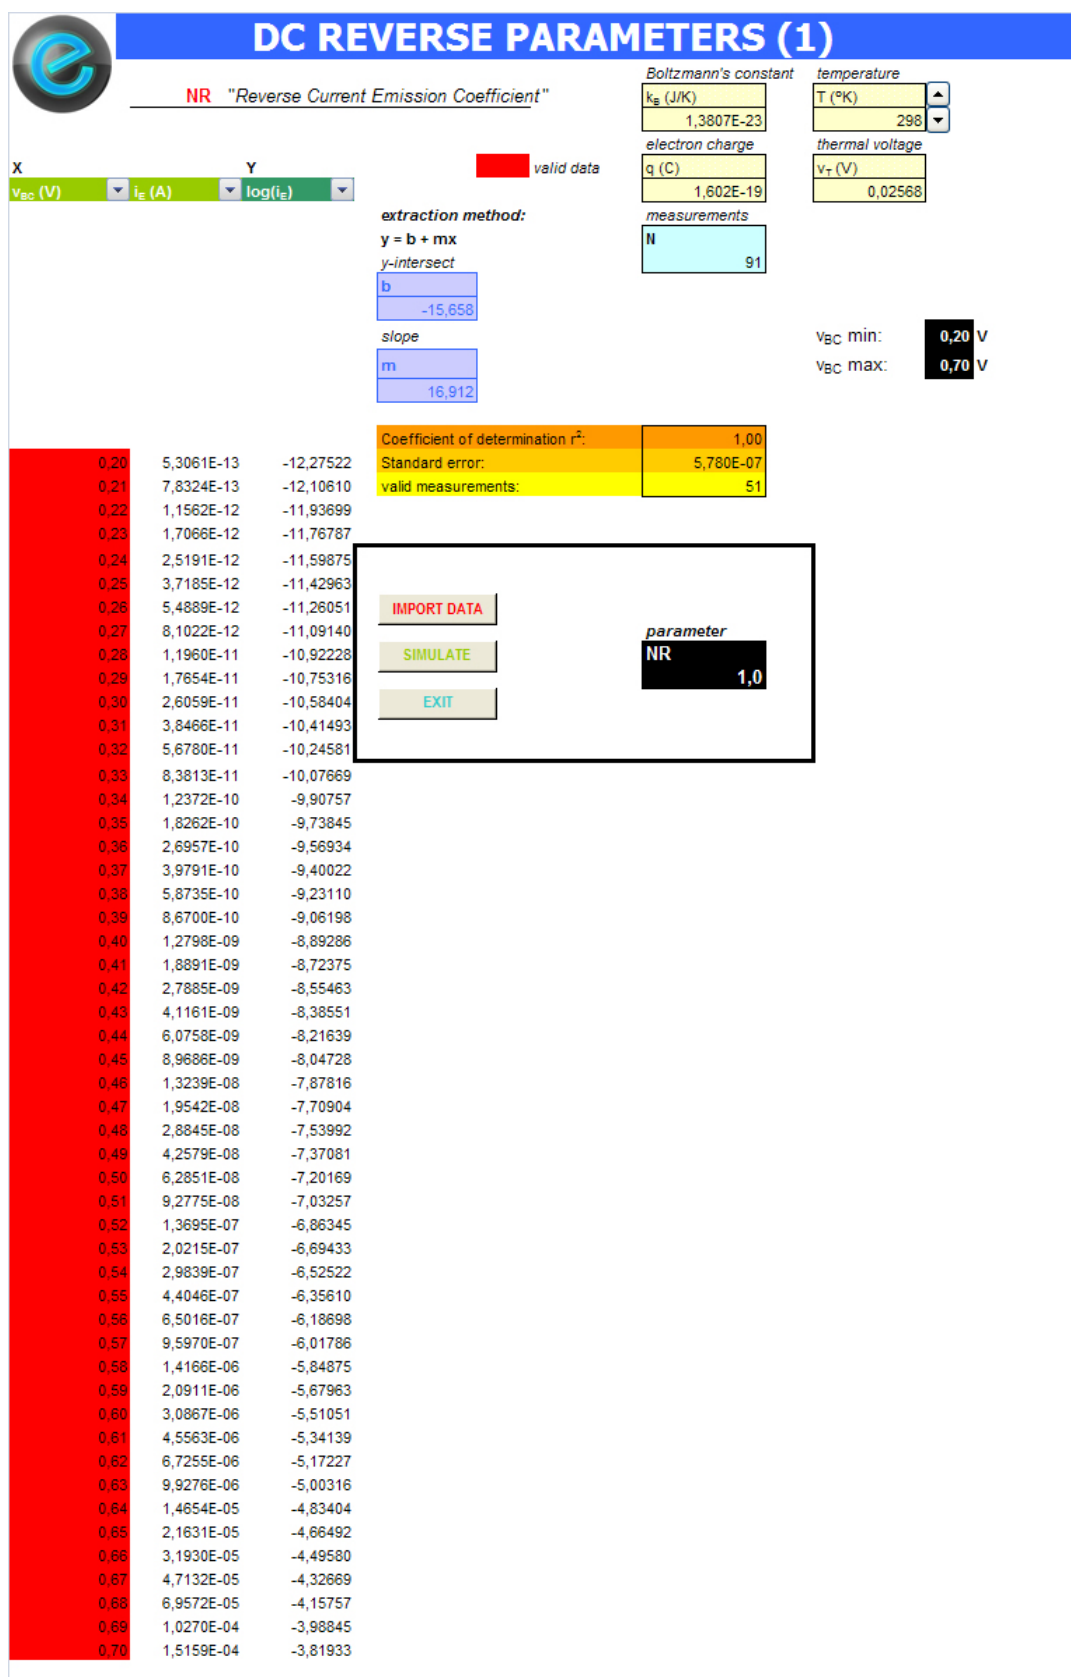 e
DC REVERSE PARAMETERS (1)
NR "Reverse Current Emission Coefficient"
Boltzmann's constant temperature
k_B (J/K) T (ºK)
1,3807E-23 298
electron charge thermal voltage
X Y valid data q (C) v_T (V)
v_BC (V) i_E (A) log(i_E) 1,602E-19 0,02568
extraction method: measurements
y = b + mx N
y-intersect 91
b
-15,658
slope v_BC min: 0,20 V
m v_BC max: 0,70 V
16,912
Coefficient of determination r²: 1,00
0,20 5,3061E-13 -12,27522 Standard error: 5,780E-07
0,21 7,8324E-13 -12,10610 valid measurements: 51
0,22 1,1562E-12 -11,93699
0,23 1,7066E-12 -11,76787
0,24 2,5191E-12 -11,59875
0,25 3,7185E-12 -11,42963
0,26 5,4889E-12 -11,26051 IMPORT DATA
0,27 8,1022E-12 -11,09140 parameter
0,28 1,1960E-11 -10,92228 SIMULATE NR
0,29 1,7654E-11 -10,75316 1,0
0,30 2,6059E-11 -10,58404 EXIT
0,31 3,8466E-11 -10,41493
0,32 5,6780E-11 -10,24581
0,33 8,3813E-11 -10,07669
0,34 1,2372E-10 -9,90757
0,35 1,8262E-10 -9,73845
0,36 2,6957E-10 -9,56934
0,37 3,9791E-10 -9,40022
0,38 5,8735E-10 -9,23110
0,39 8,6700E-10 -9,06198
0,40 1,2798E-09 -8,89286
0,41 1,8891E-09 -8,72375
0,42 2,7885E-09 -8,55463
0,43 4,1161E-09 -8,38551
0,44 6,0758E-09 -8,21639
0,45 8,9686E-09 -8,04728
0,46 1,3239E-08 -7,87816
0,47 1,9542E-08 -7,70904
0,48 2,8845E-08 -7,53992
0,49 4,2579E-08 -7,37081
0,50 6,2851E-08 -7,20169
0,51 9,2775E-08 -7,03257
0,52 1,3695E-07 -6,86345
0,53 2,0215E-07 -6,69433
0,54 2,9839E-07 -6,52522
0,55 4,4046E-07 -6,35610
0,56 6,5016E-07 -6,18698
0,57 9,5970E-07 -6,01786
0,58 1,4166E-06 -5,84875
0,59 2,0911E-06 -5,67963
0,60 3,0867E-06 -5,51051
0,61 4,5563E-06 -5,34139
0,62 6,7255E-06 -5,17227
0,63 9,9276E-06 -5,00316
0,64 1,4654E-05 -4,83404
0,65 2,1631E-05 -4,66492
0,66 3,1930E-05 -4,49580
0,67 4,7132E-05 -4,32669
0,68 6,9572E-05 -4,15757
0,69 1,0270E-04 -3,98845
0,70 1,5159E-04 -3,81933